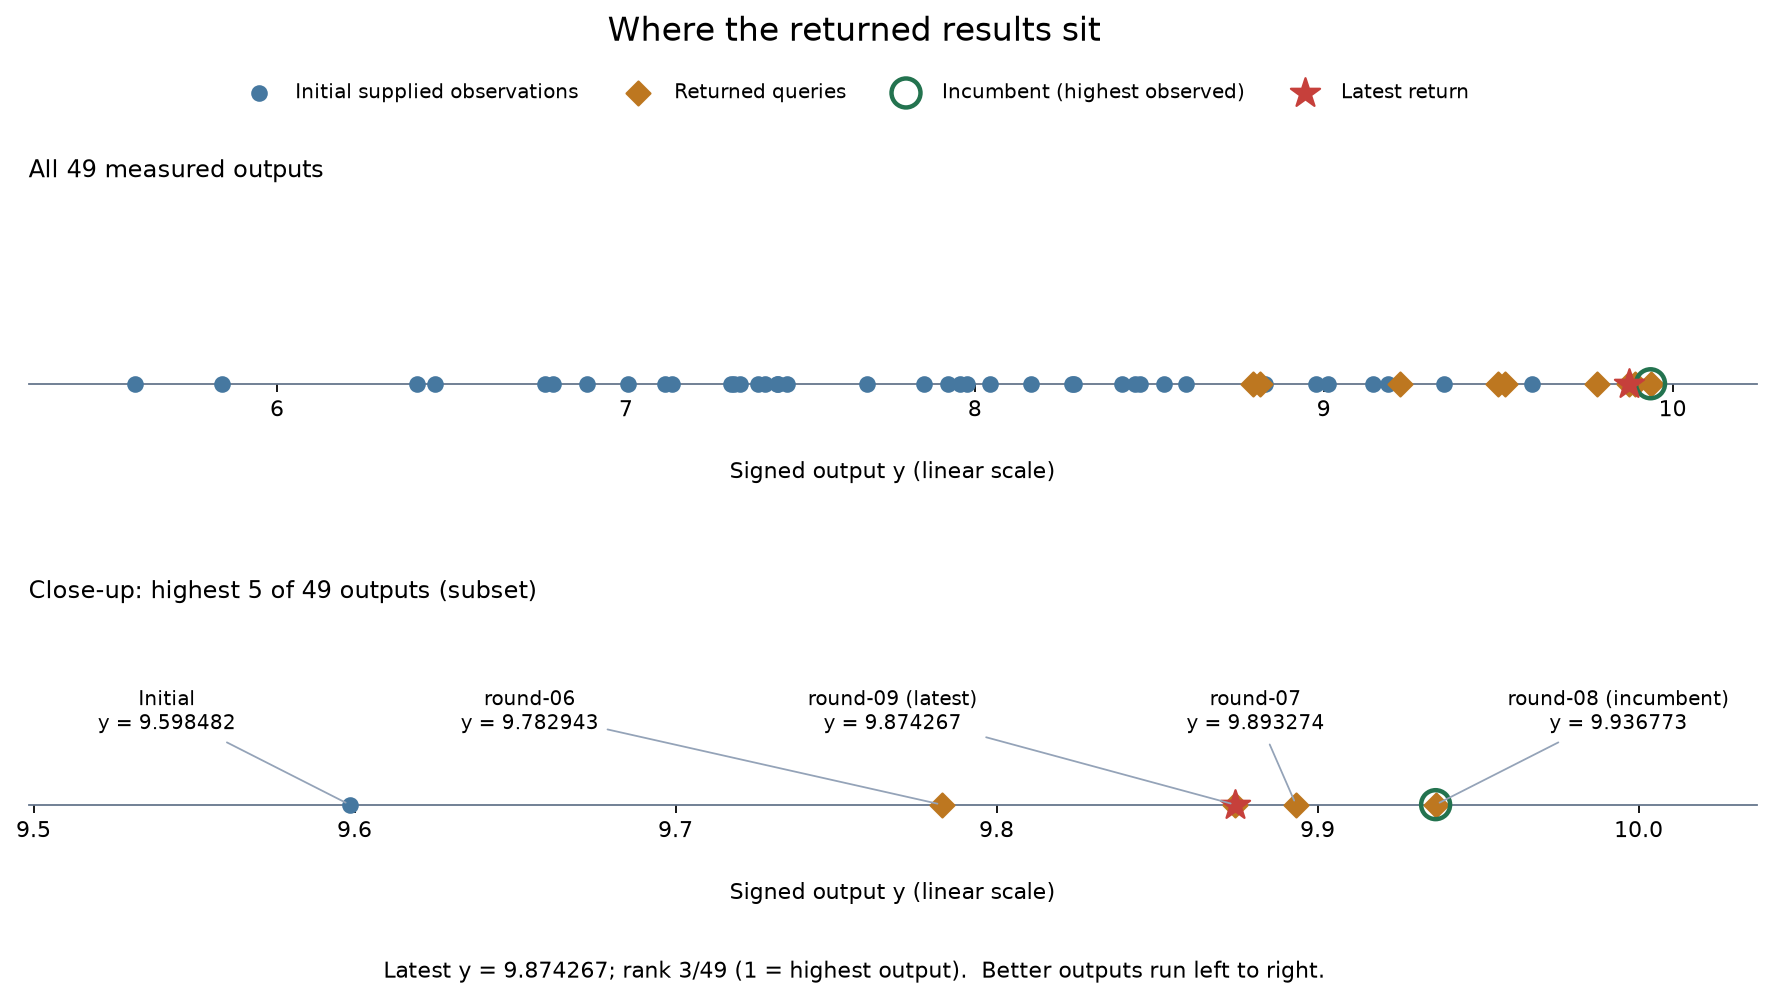 Where the returned results sit
Initial supplied observations
Returned queries
Incumbent (highest observed)
Latest return
All 49 measured outputs
6 7 8 9 10
Signed output y (linear scale)
Close-up: highest 5 of 49 outputs (subset)
Initial
y = 9.598482
round-06
y = 9.782943
round-09 (latest)
y = 9.874267
round-07
y = 9.893274
round-08 (incumbent)
y = 9.936773
9.5 9.6 9.7 9.8 9.9 10.0
Signed output y (linear scale)
Latest y = 9.874267; rank 3/49 (1 = highest output).  Better outputs run left to right.